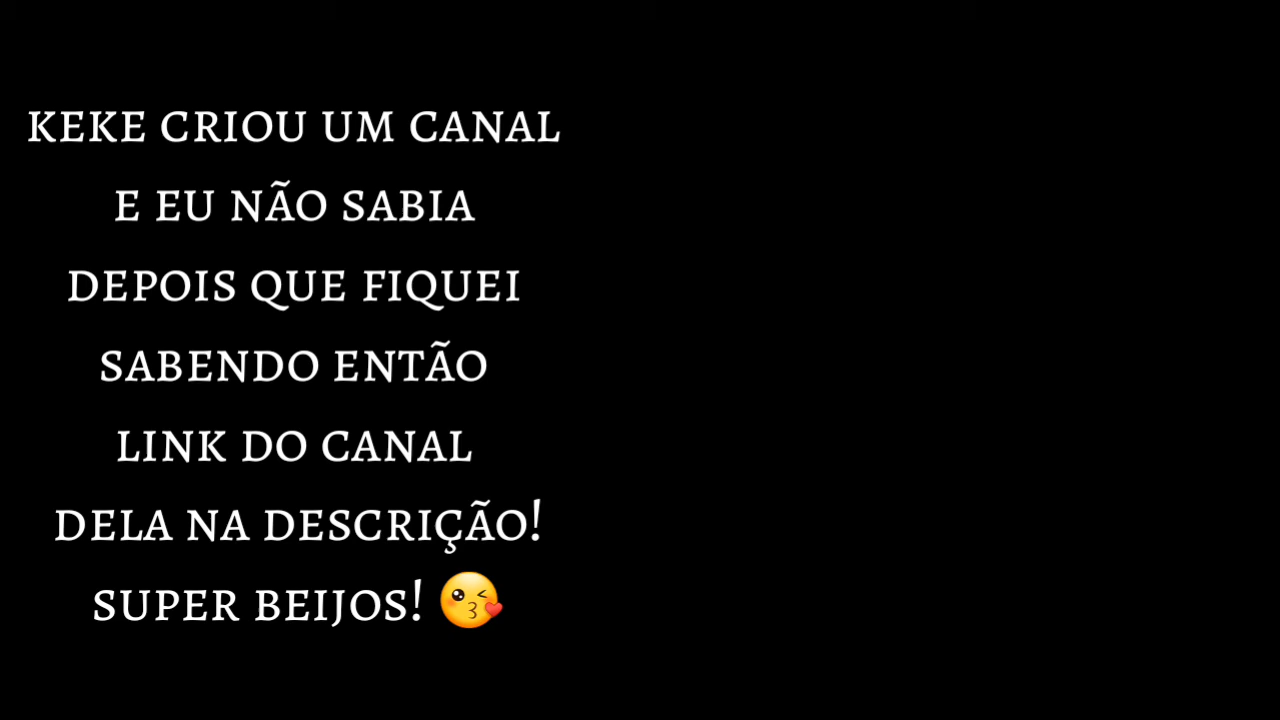 KEKE CRIOU UM CANAL
E EU NÃO SABIA
DEPOIS QUE FIQUEI
SABENDO ENTÃO
LINK DO CANAL
DELA NA DESCRIÇÃO!
SUPER BEIJOS! 😘